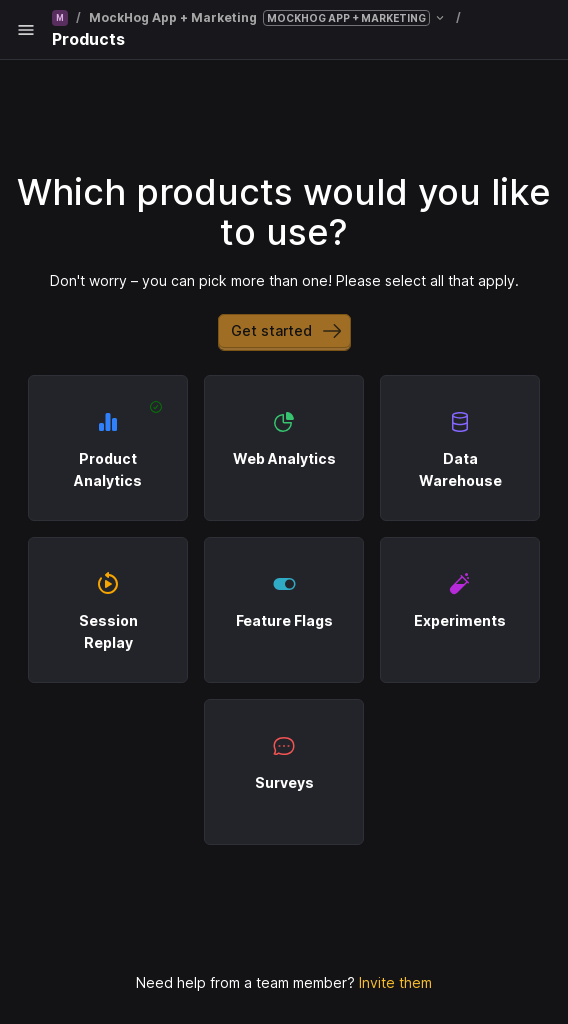 M / MockHog App + Marketing MOCKHOG APP + MARKETING /
Products
Which products would you like
to use?
Don't worry – you can pick more than one! Please select all that apply.
Get started
Product
Analytics
Web Analytics
Data
Warehouse
Session
Replay
Feature Flags
Experiments
Surveys
Need help from a team member? Invite them